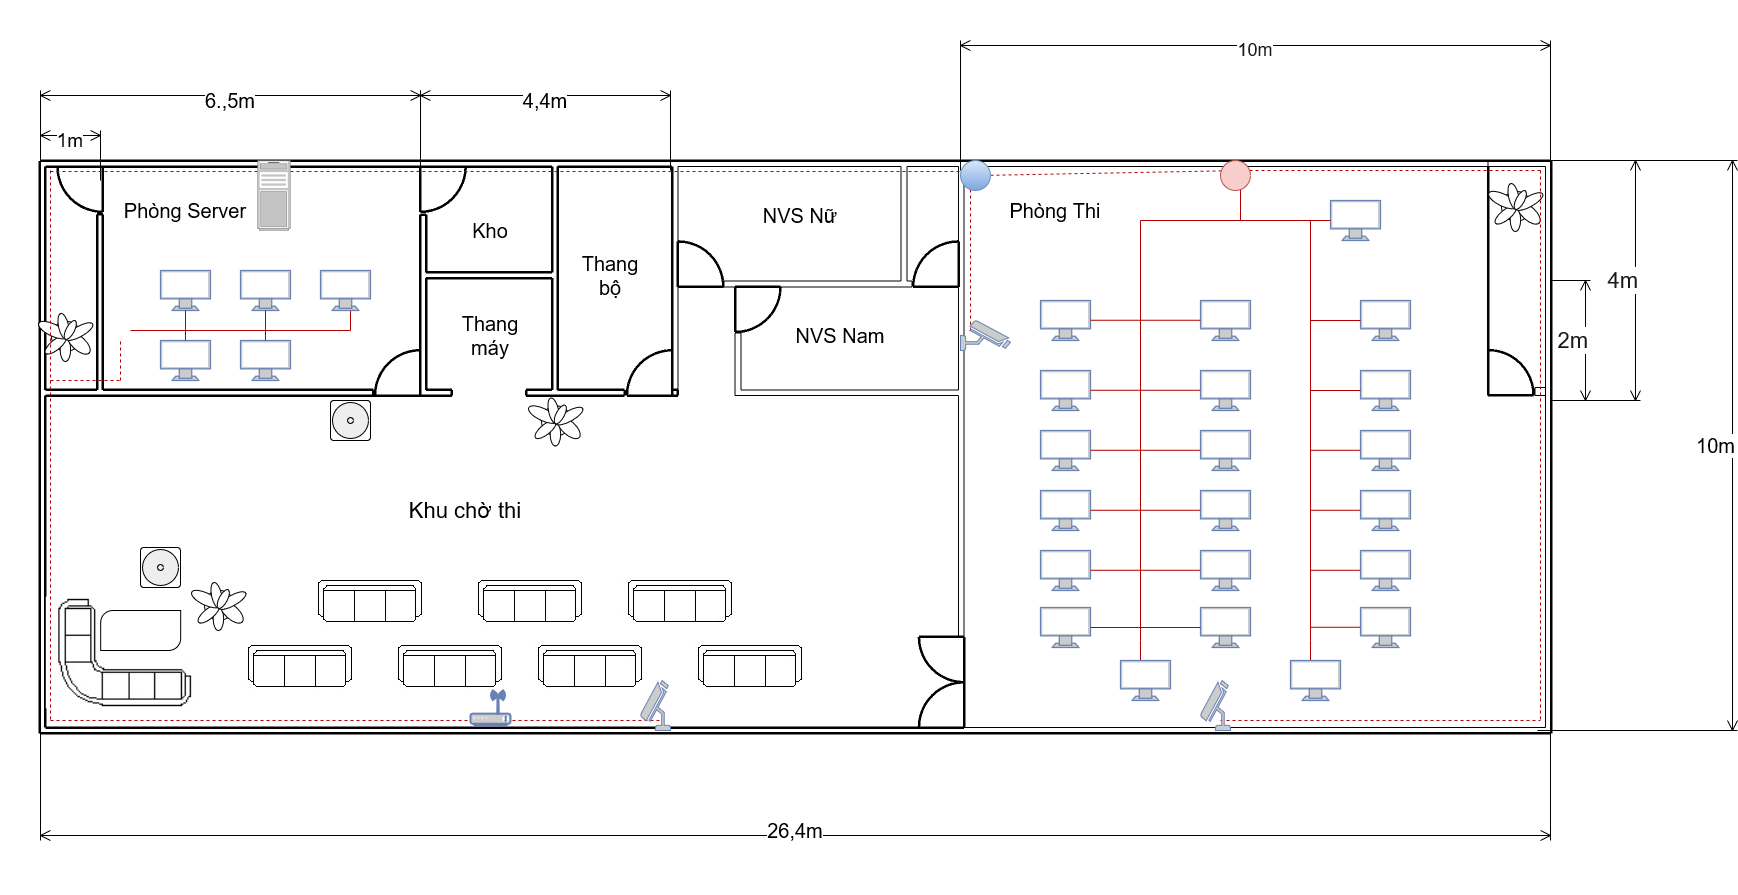 10m
6.,5m
4,4m
1m
Phòng Server
Kho
Thang
bộ
NVS Nữ
Phòng Thi
Thang
máy
NVS Nam
4m
2m
10m
Khu chờ thi
26,4m